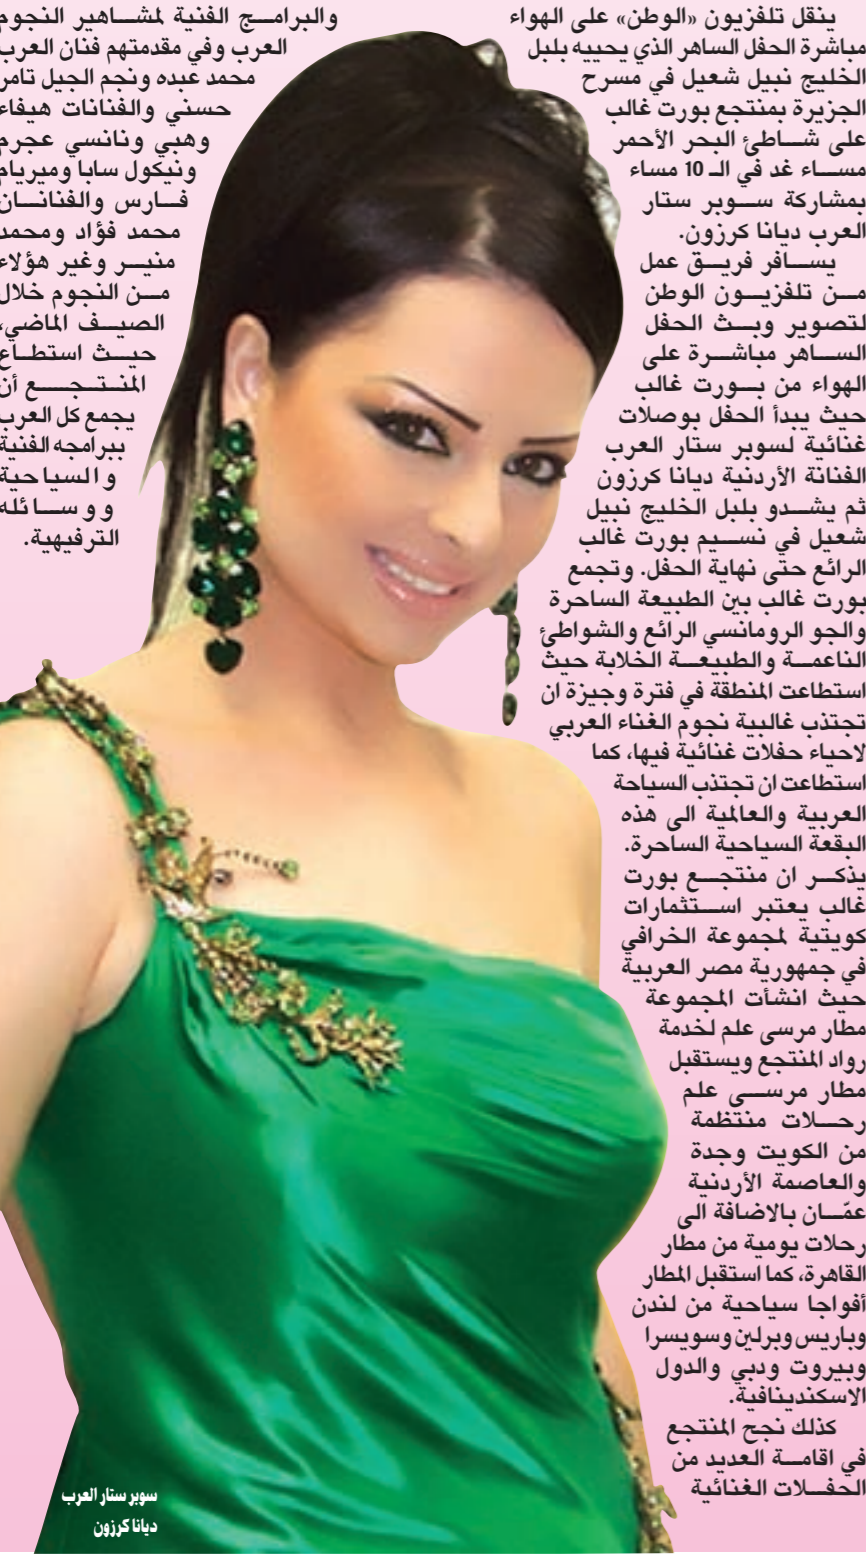 ينقل تلفزيون «الوطن» على الهواء
مباشرة الحفل الساهر الذي يحييه بلبل
الخليج نبيل شعيل في مسرح
الجزيرة بمنتجع بورت غالب
على شاطئ البحر الأحمر
مساء غد في الـ 10 مساء
بمشاركة سوبر ستار
العرب ديانا كرزون.
يسافر فريق عمل
من تلفزيون الوطن
لتصوير وبث الحفل
الساهر مباشرة على
الهواء من بورت غالب
حيث يبدأ الحفل بوصلات
غنائية لسوبر ستار العرب
الفنانة الأردنية ديانا كرزون
ثم يشدو بلبل الخليج نبيل
شعيل في نسيم بورت غالب
الرائع حتى نهاية الحفل. وتجمع
بورت غالب بين الطبيعة الساحرة
والجو الرومانسي الرائع والشواطئ
الناعمة والطبيعة الخلابة حيث
استطاعت المنطقة في فترة وجيزة ان
تجتذب غالبية نجوم الغناء العربي
لاحياء حفلات غنائية فيها، كما
استطاعت ان تجتذب السياحة
العربية والعالمية الى هذه
البقعة السياحية الساحرة.
يذكر ان منتجع بورت
غالب يعتبر استثمارات
كويتية لمجموعة الخرافي
في جمهورية مصر العربية
حيث انشأت المجموعة
مطار مرسى علم لخدمة
رواد المنتجع ويستقبل
مطار مرسى علم
رحلات منتظمة
من الكويت وجدة
والعاصمة الأردنية
عمّان بالاضافة الى
رحلات يومية من مطار
القاهرة، كما استقبل المطار
أفواجا سياحية من لندن
وباريس وبرلين وسويسرا
وبيروت ودبي والدول
الاسكندينافية.
كذلك نجح المنتجع
في اقامة العديد من
الحفلات الغنائية
والبرامج الفنية لمشاهير النجوم
العرب وفي مقدمتهم فنان العرب
محمد عبده ونجم الجيل تامر
حسني والفنانات هيفاء
وهبي ونانسي عجرم
ونيكول سابا وميريام
فارس والفنانان
محمد فؤاد ومحمد
منير وغير هؤلاء
من النجوم خلال
الصيف الماضي،
حيث استطاع
المنتجع أن
يجمع كل العرب
ببرامجه الفنية
والسياحية
ووسائله
الترفيهية.
سوبر ستار العرب
ديانا كرزون